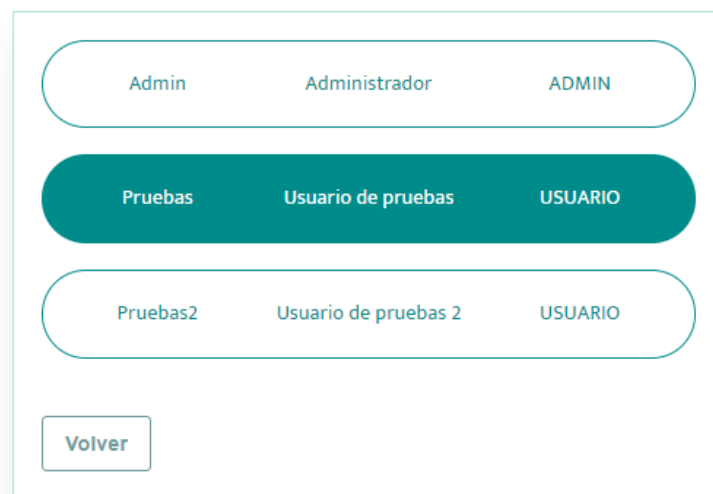 Admin Administrador ADMIN
Pruebas Usuario de pruebas USUARIO
Pruebas2 Usuario de pruebas 2 USUARIO
Volver